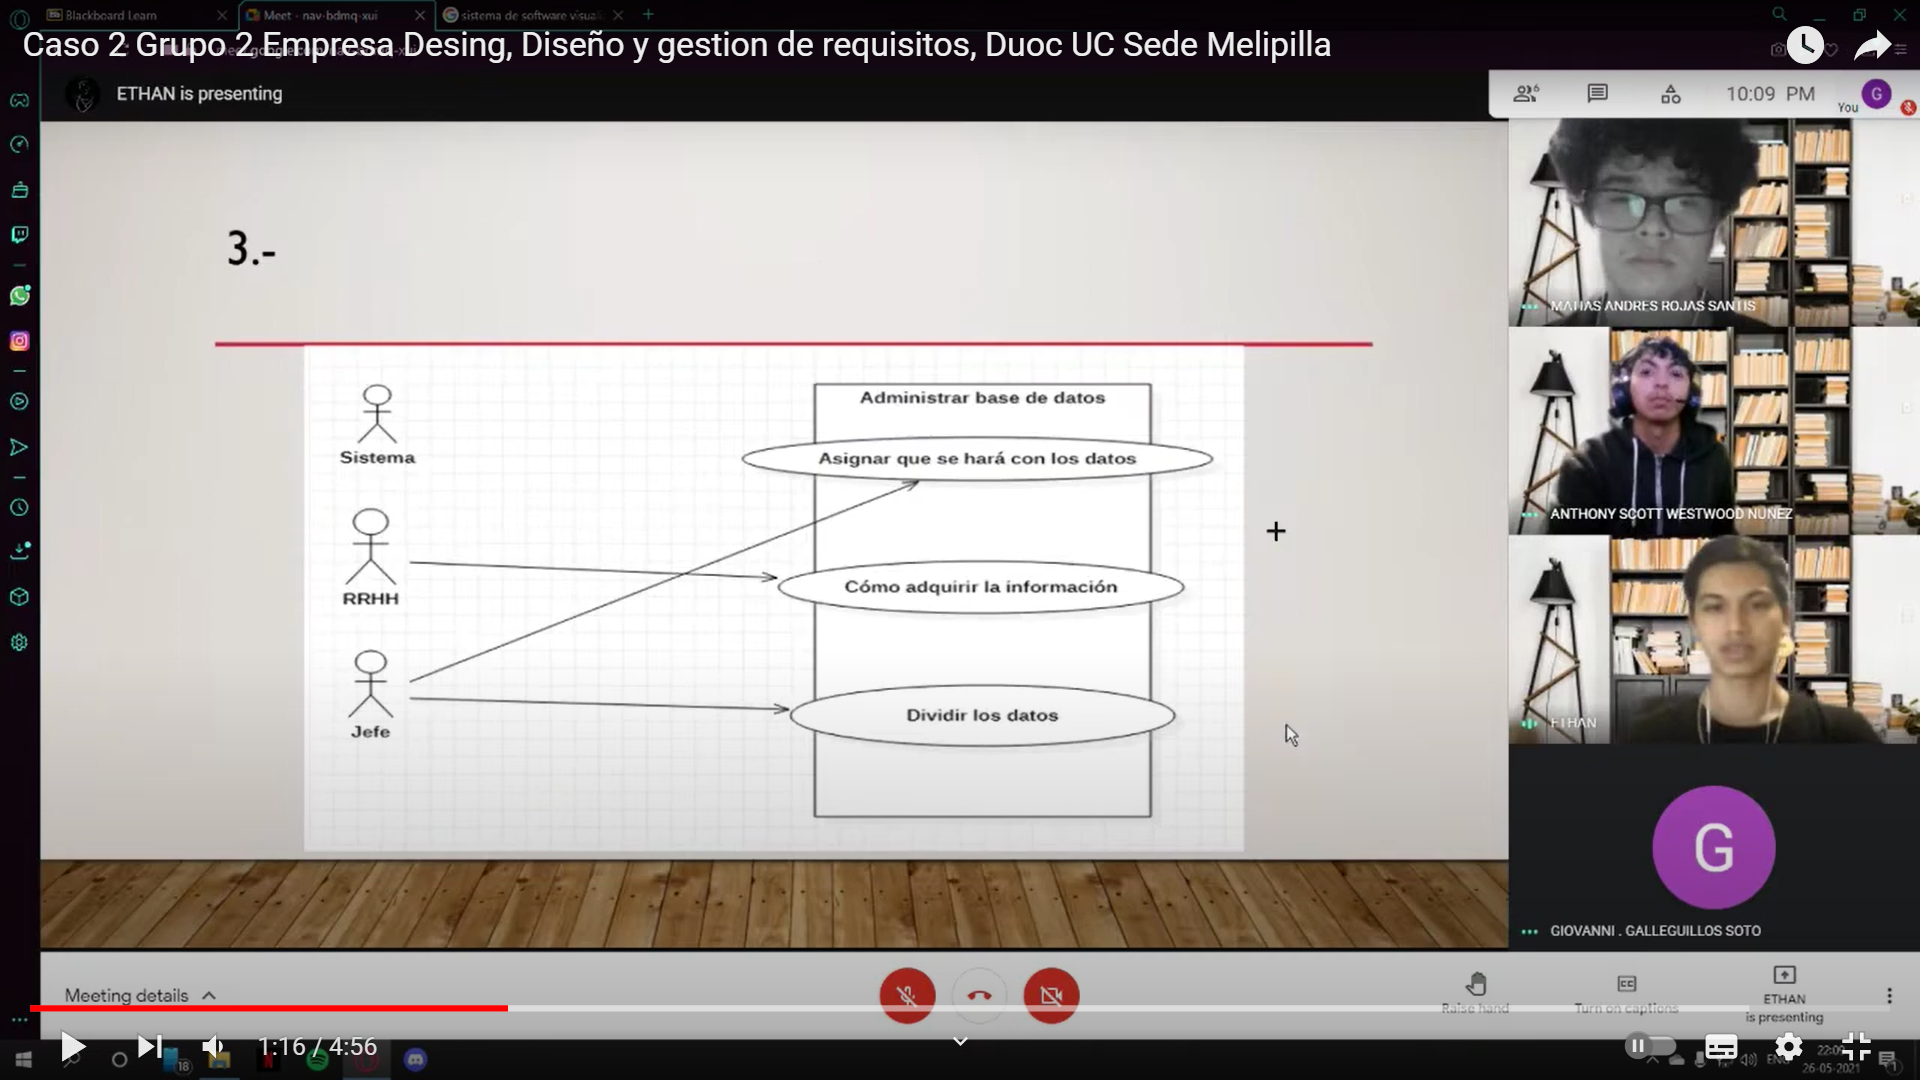 Blackboard Learn
Meet - nav-bdmq-xui
sistema de software visual
Caso 2 Grupo 2 Empresa Desing, Diseño y gestion de requisitos, Duoc UC Sede Melipilla
ETHAN is presenting
6
10:09 PM
You
G
3.-
Sistema
RRHH
Jefe
Administrar base de datos
Asignar que se hará con los datos
Cómo adquirir la información
Dividir los datos
MATIAS ANDRES ROJAS SANTIS
ANTHONY SCOTT WESTWOOD NUNEZ
ETHAN
G
GIOVANNI . GALLEGUILLOS SOTO
Meeting details
Raise hand
CC
Turn on captions
ETHAN
is presenting
1:16 / 4:56
18
26-05-2021